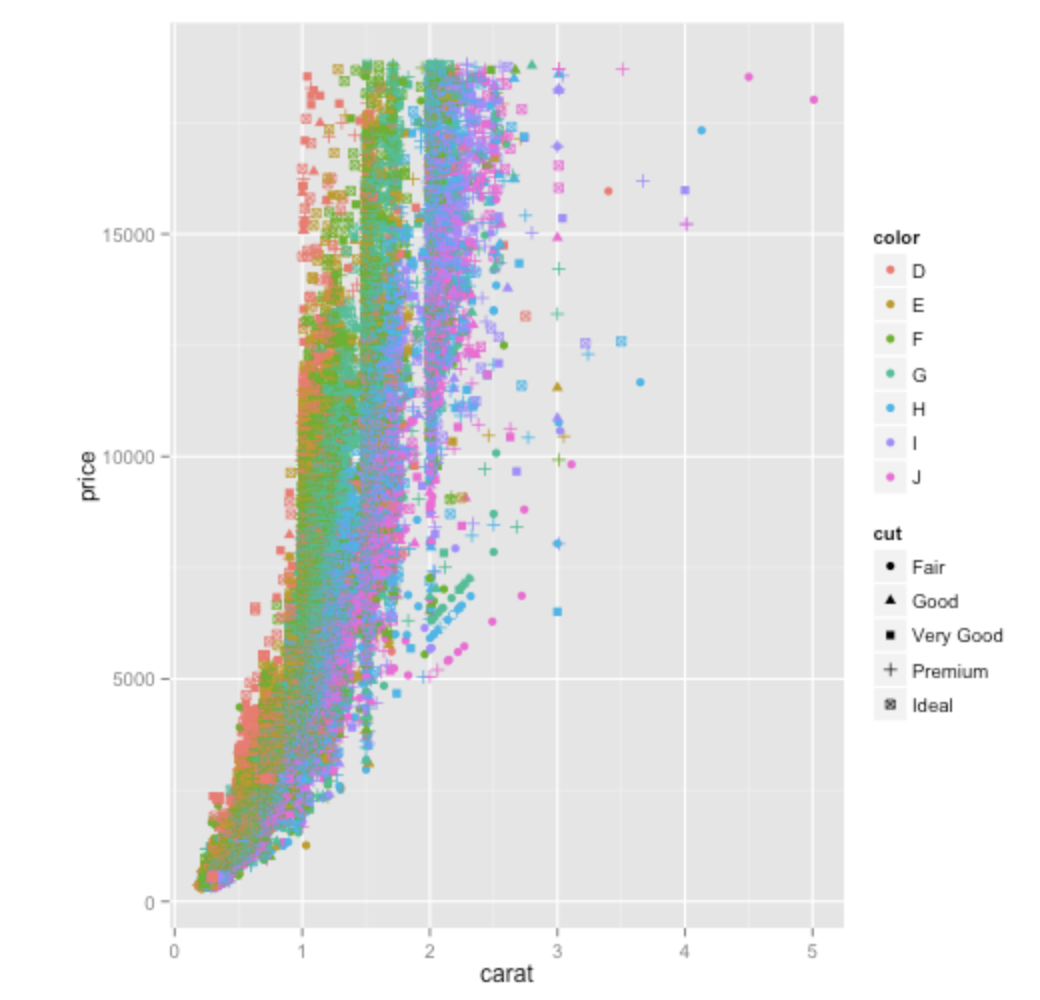 price
15000
10000
5000
0
0 1 2 3 4 5
carat
color
D
E
F
G
H
I
J
cut
Fair
Good
Very Good
Premium
Ideal